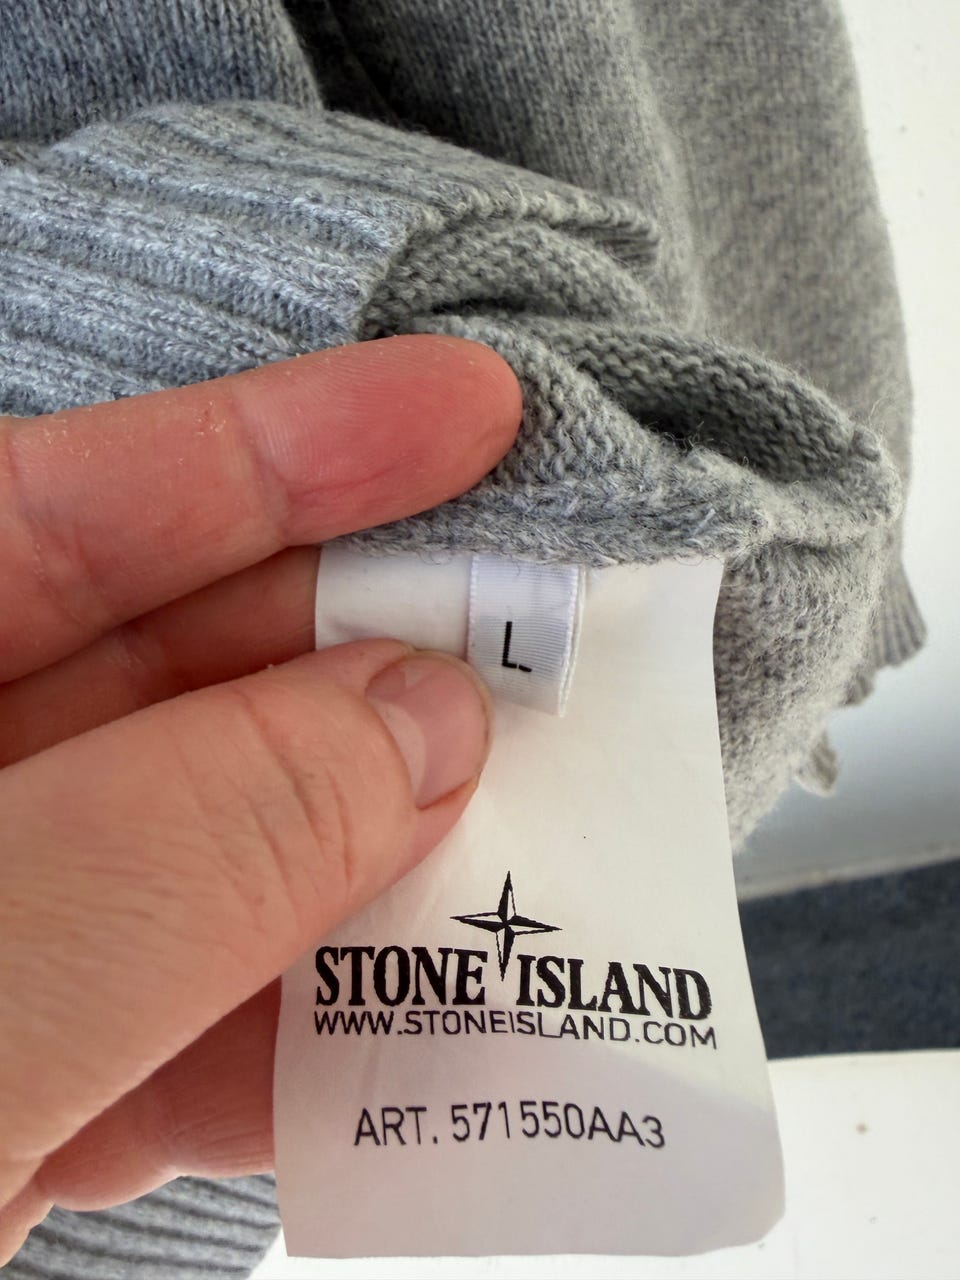 L
STONE ISLAND
WWW.STONEISLAND.COM
ART. 571550AA3